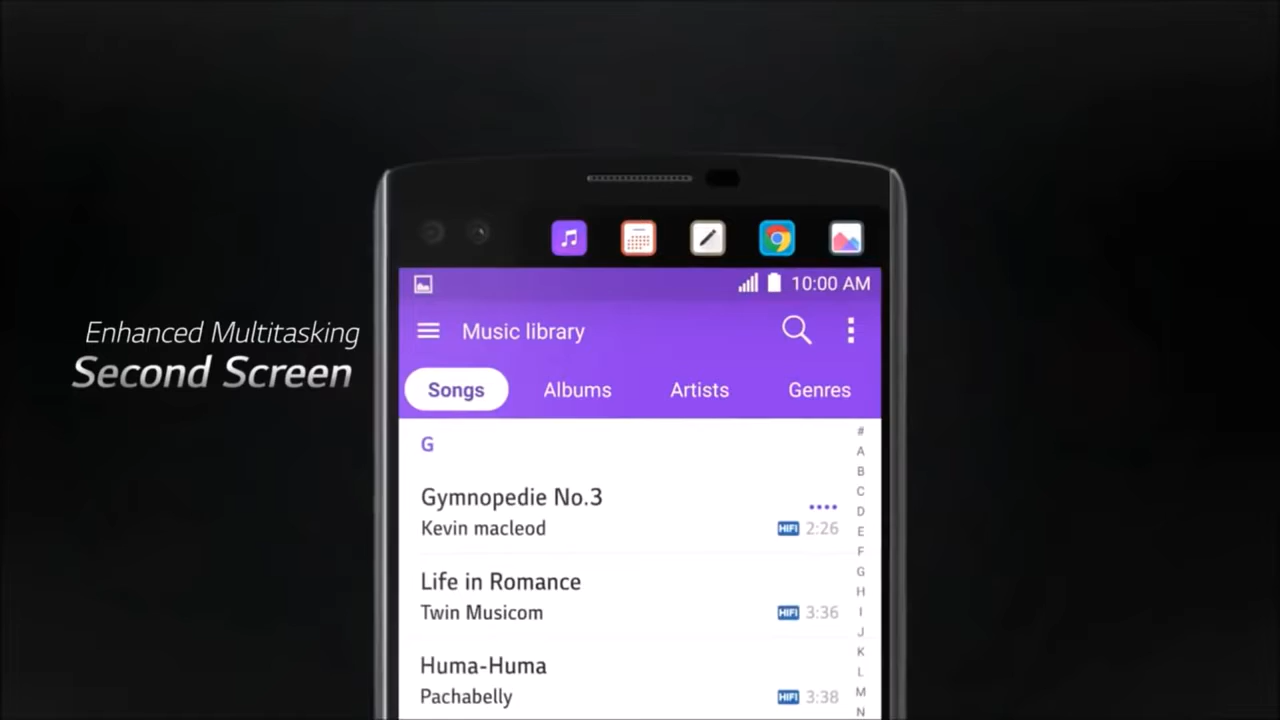 10:00 AM
Music library
Enhanced Multitasking
Second Screen
Songs Albums Artists Genres
G
Gymnopedie No.3
Kevin macleod
HIFI 2:26
Life in Romance
Twin Musicom
HIFI 3:36
Huma-Huma
Pachabelly
HIFI 3:38
#
A
B
C
D
E
F
G
H
I
J
K
L
M
N